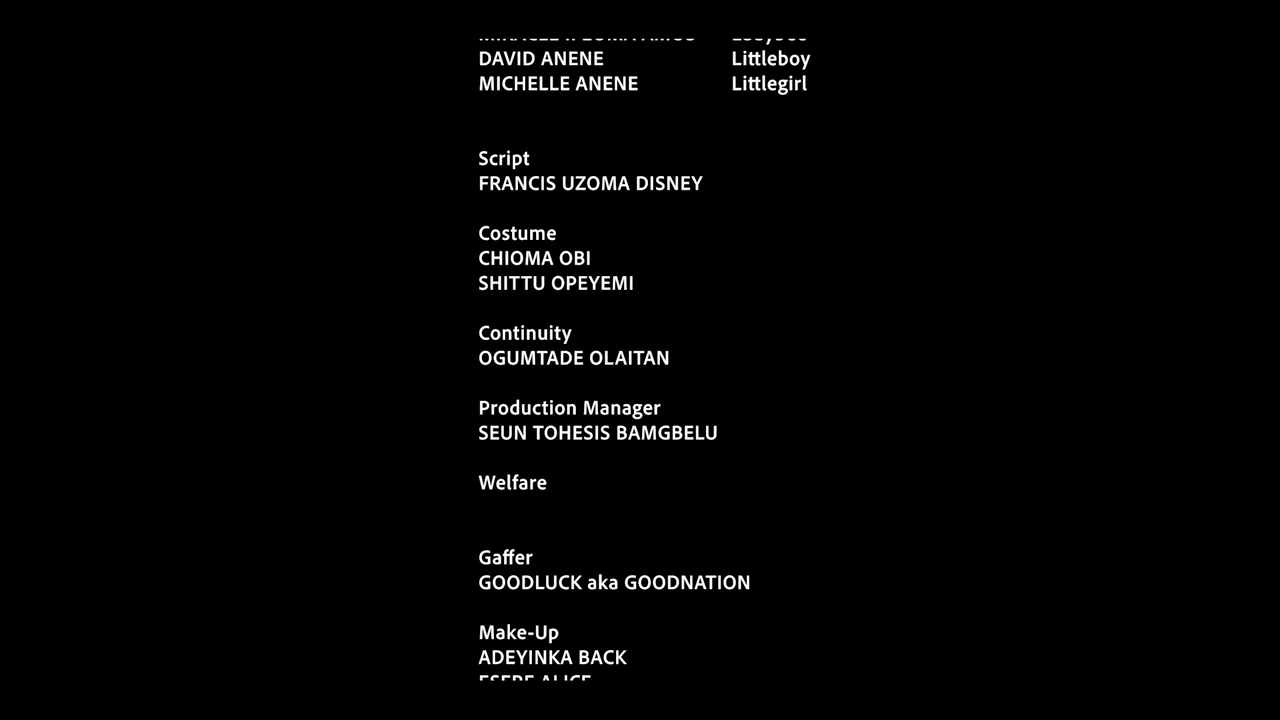 DAVID ANENE Littleboy
MICHELLE ANENE Littlegirl
Script
FRANCIS UZOMA DISNEY
Costume
CHIOMA OBI
SHITTU OPEYEMI
Continuity
OGUMTADE OLAITAN
Production Manager
SEUN TOHESIS BAMGBELU
Welfare
Gaffer
GOODLUCK aka GOODNATION
Make-Up
ADEYINKA BACK